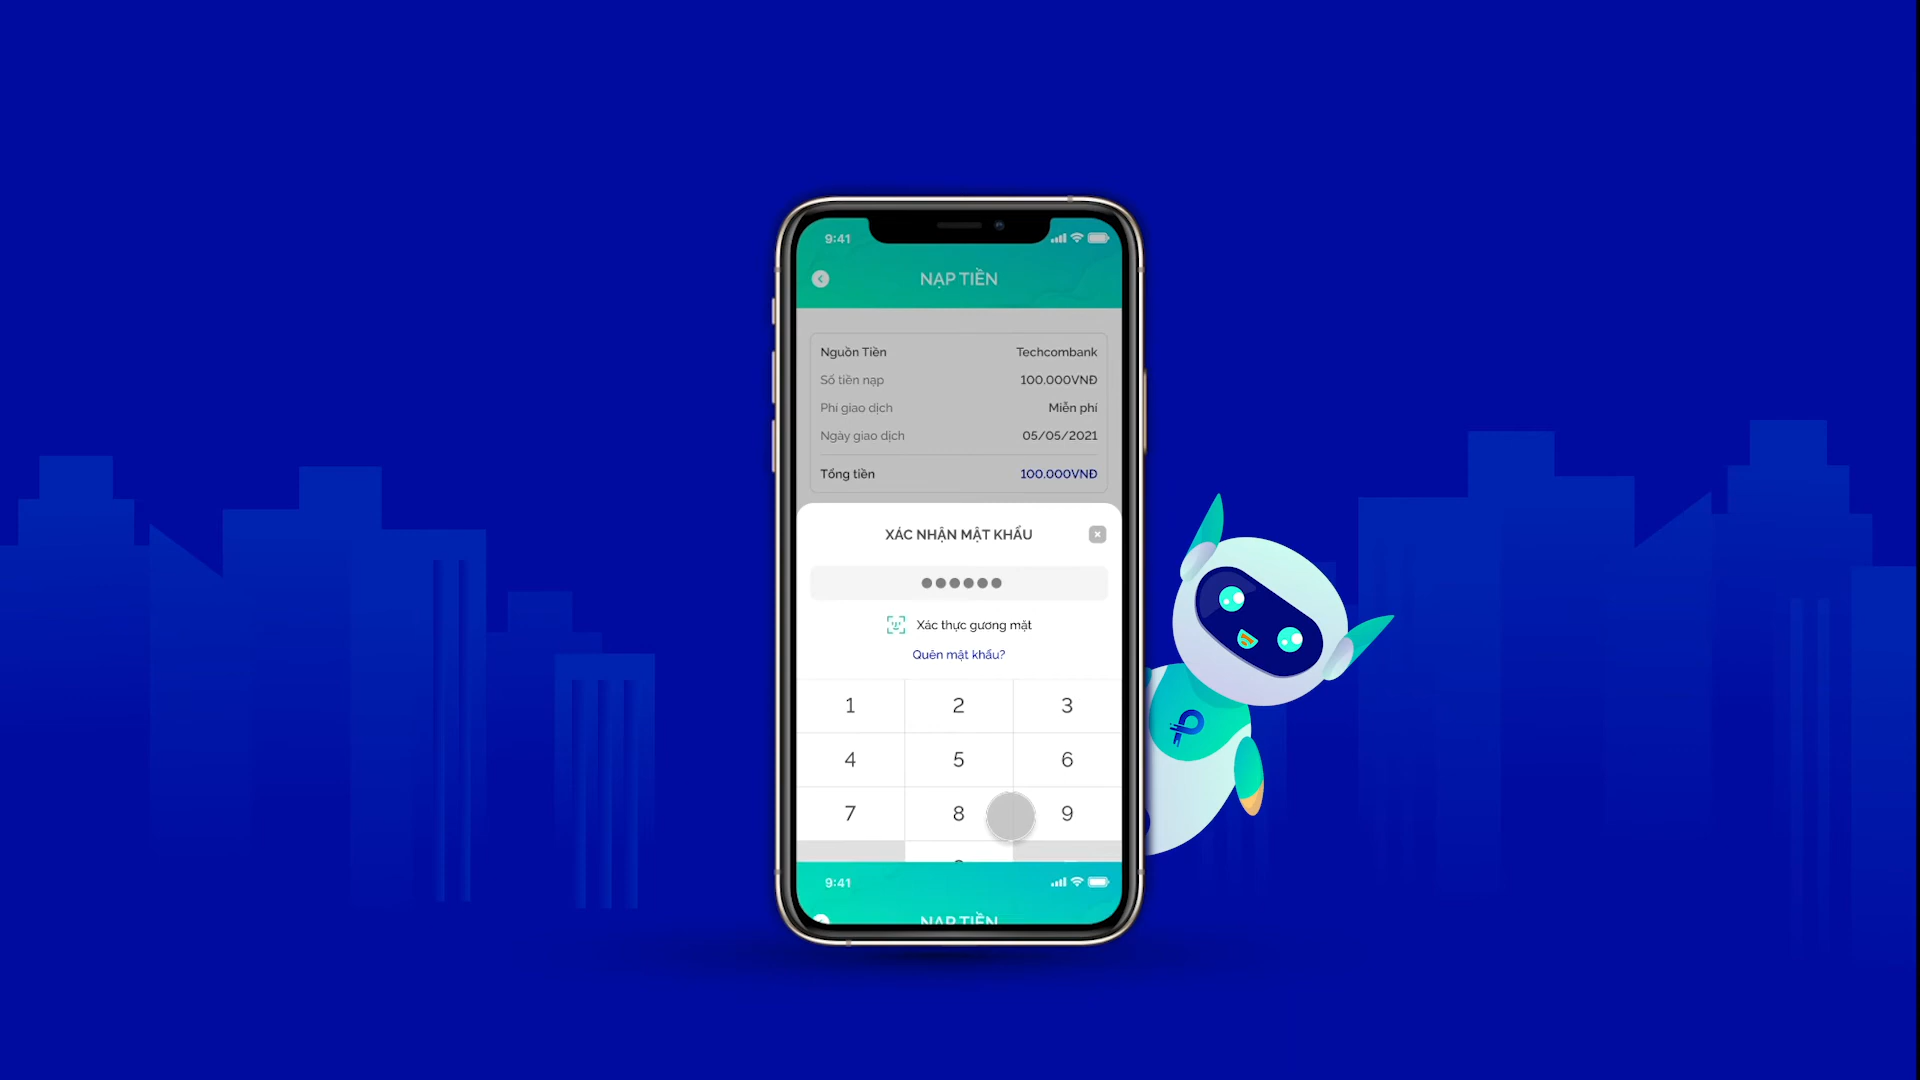 9:41
NẠP TIỀN
Nguồn Tiền Techcombank
Số tiền nạp 100.000VNĐ
Phí giao dịch Miễn phí
Ngày giao dịch 05/05/2021
Tổng tiền 100.000VNĐ
XÁC NHẬN MẬT KHẨU
Xác thực gương mặt
Quên mật khẩu?
1 2 3
4 5 6
7 8 9
9:41
NẠP TIỀN